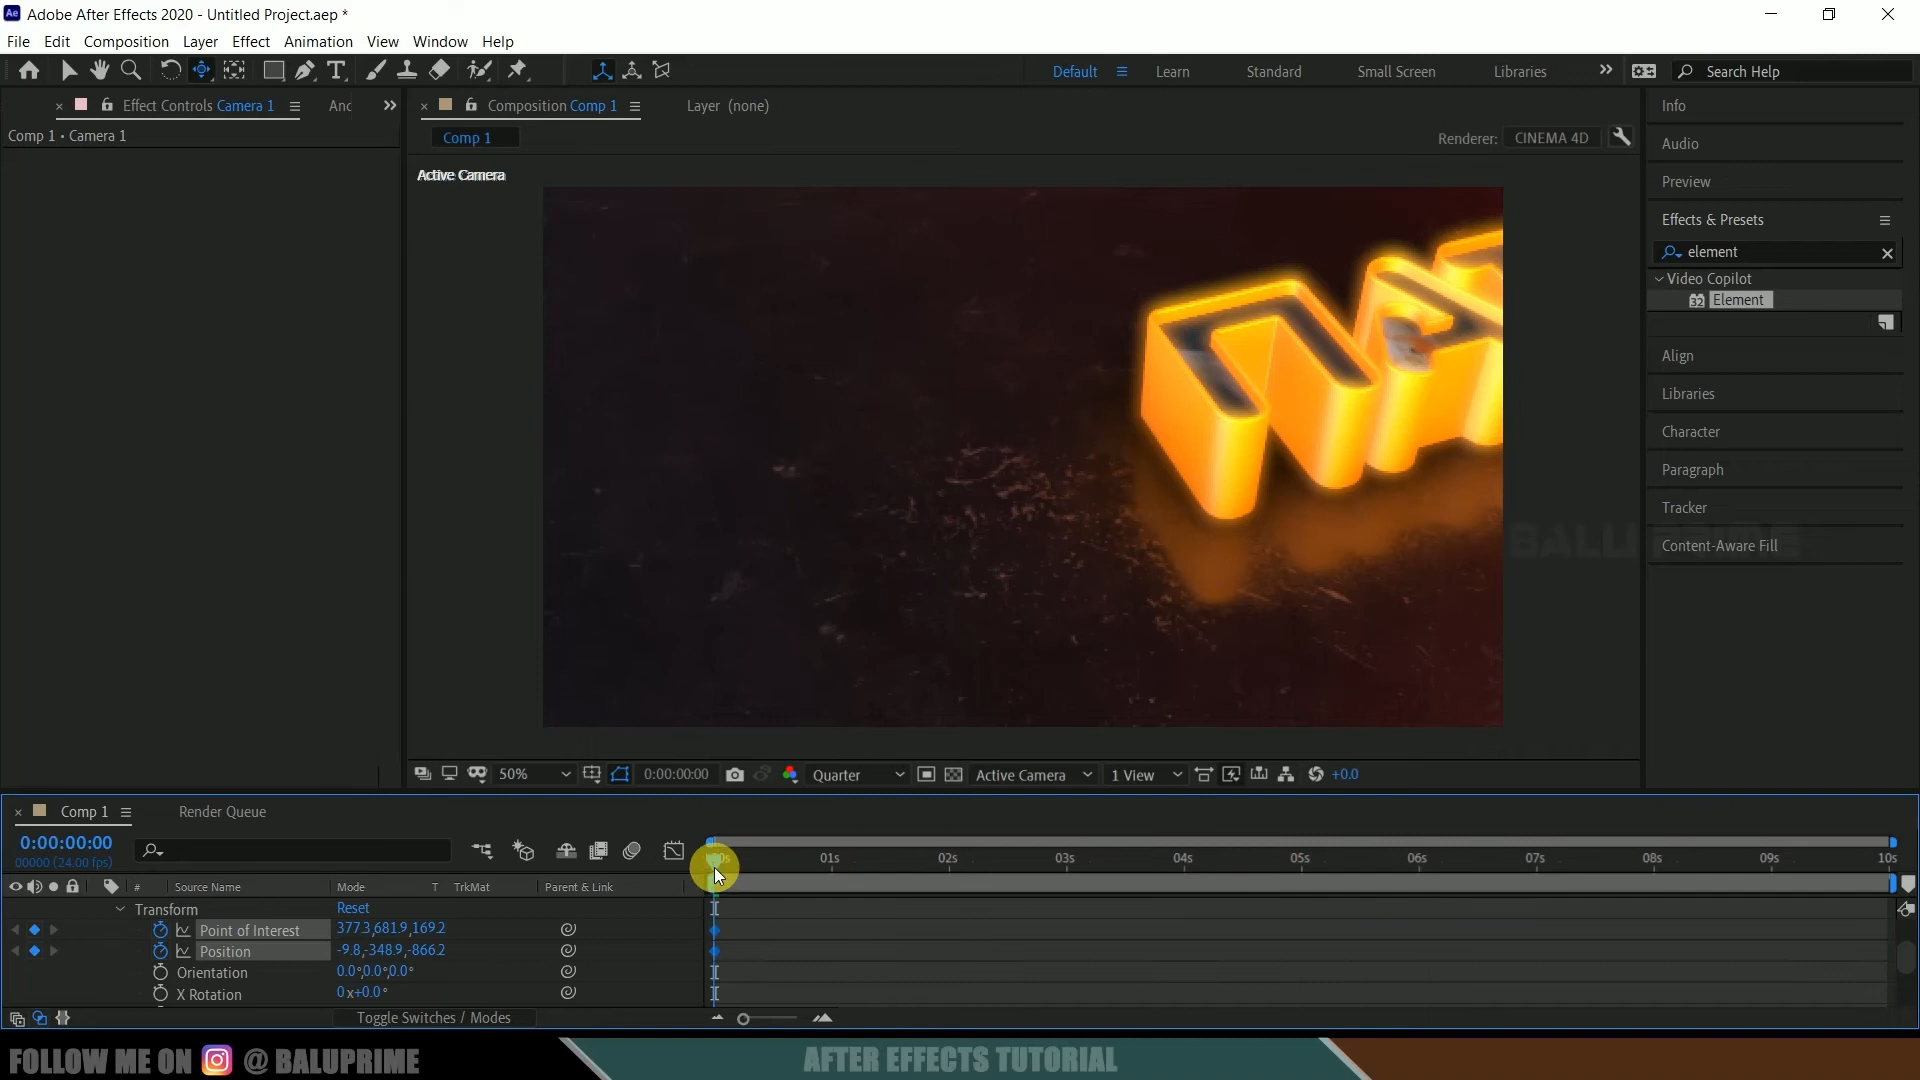 Adobe After Effects 2020 - Untitled Project.aep *
File Edit Composition Layer Effect Animation View Window Help
Default Learn Standard Small Screen Libraries Search Help
Effect Controls Camera 1
Composition Comp 1 Layer (none)
Comp 1 • Camera 1
Comp 1
Renderer: CINEMA 4D
Active Camera
Info
Audio
Preview
Effects & Presets
element
Video Copilot
32 Element
Align
Libraries
Character
Paragraph
Tracker
Content-Aware Fill
50% 0:00:00:00 Quarter Active Camera 1 View +0.0
Comp 1 Render Queue
0:00:00:00
00000 (24.00 fps)
01s 02s 03s 04s 05s 06s 07s 08s 09s 10s
# Source Name Mode T TrkMat Parent & Link
Transform Reset
Point of Interest 377.3,681.9,169.2
Position -9.8,-348.9,-866.2
Orientation 0.0°,0.0°,0.0°
X Rotation 0x+0.0°
Toggle Switches / Modes
FOLLOW ME ON @ BALUPRIME
AFTER EFFECTS TUTORIAL